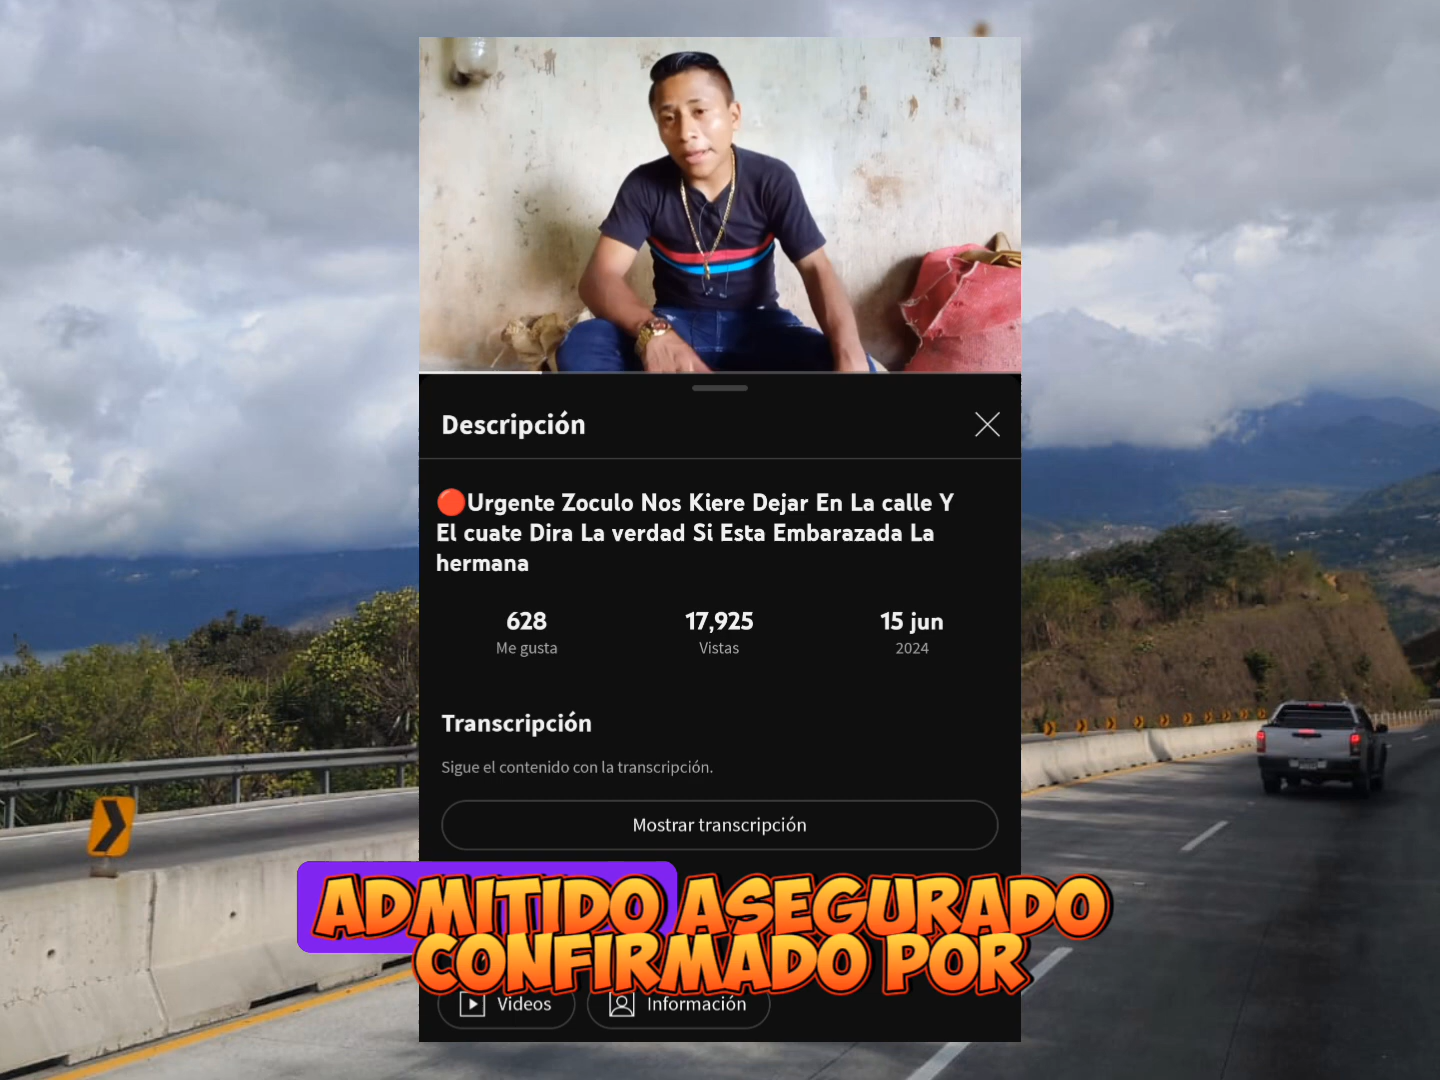 Descripción
🔴Urgente Zoculo Nos Kiere Dejar En La calle Y
El cuate Dira La verdad Si Esta Embarazada La
hermana
628
Me gusta
17,925
Vistas
15 jun
2024
Transcripción
Sigue el contenido con la transcripción.
Mostrar transcripción
ADMITIDO ASEGURADO
CONFIRMADO POR
Videos
Información